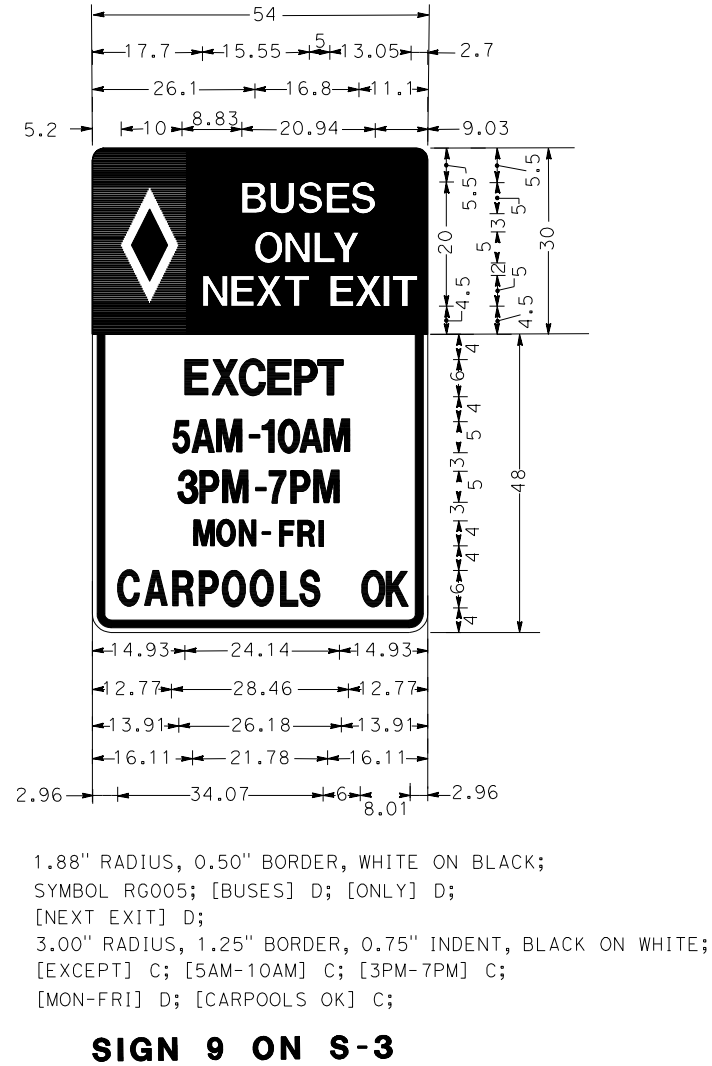 54
17.7 15.55 5 13.05 2.7
26.1 16.8 11.1
5.2 10 8.83 20.94 9.03
BUSES
ONLY
NEXT EXIT
5.5 20 4.5
5.5 5 3 5 2 5 4.5
30
EXCEPT
5AM-10AM
3PM-7PM
MON-FRI
CARPOOLS OK
4 6 4 5 3 5 3 4 4 6 4
48
14.93 24.14 14.93
12.77 28.46 12.77
13.91 26.18 13.91
16.11 21.78 16.11
2.96 34.07 6 8.01 2.96
1.88" RADIUS, 0.50" BORDER, WHITE ON BLACK;
SYMBOL RG005; [BUSES] D; [ONLY] D;
[NEXT EXIT] D;
3.00" RADIUS, 1.25" BORDER, 0.75" INDENT, BLACK ON WHITE;
[EXCEPT] C; [5AM-10AM] C; [3PM-7PM] C;
[MON-FRI] D; [CARPOOLS OK] C;
SIGN 9 ON S-3